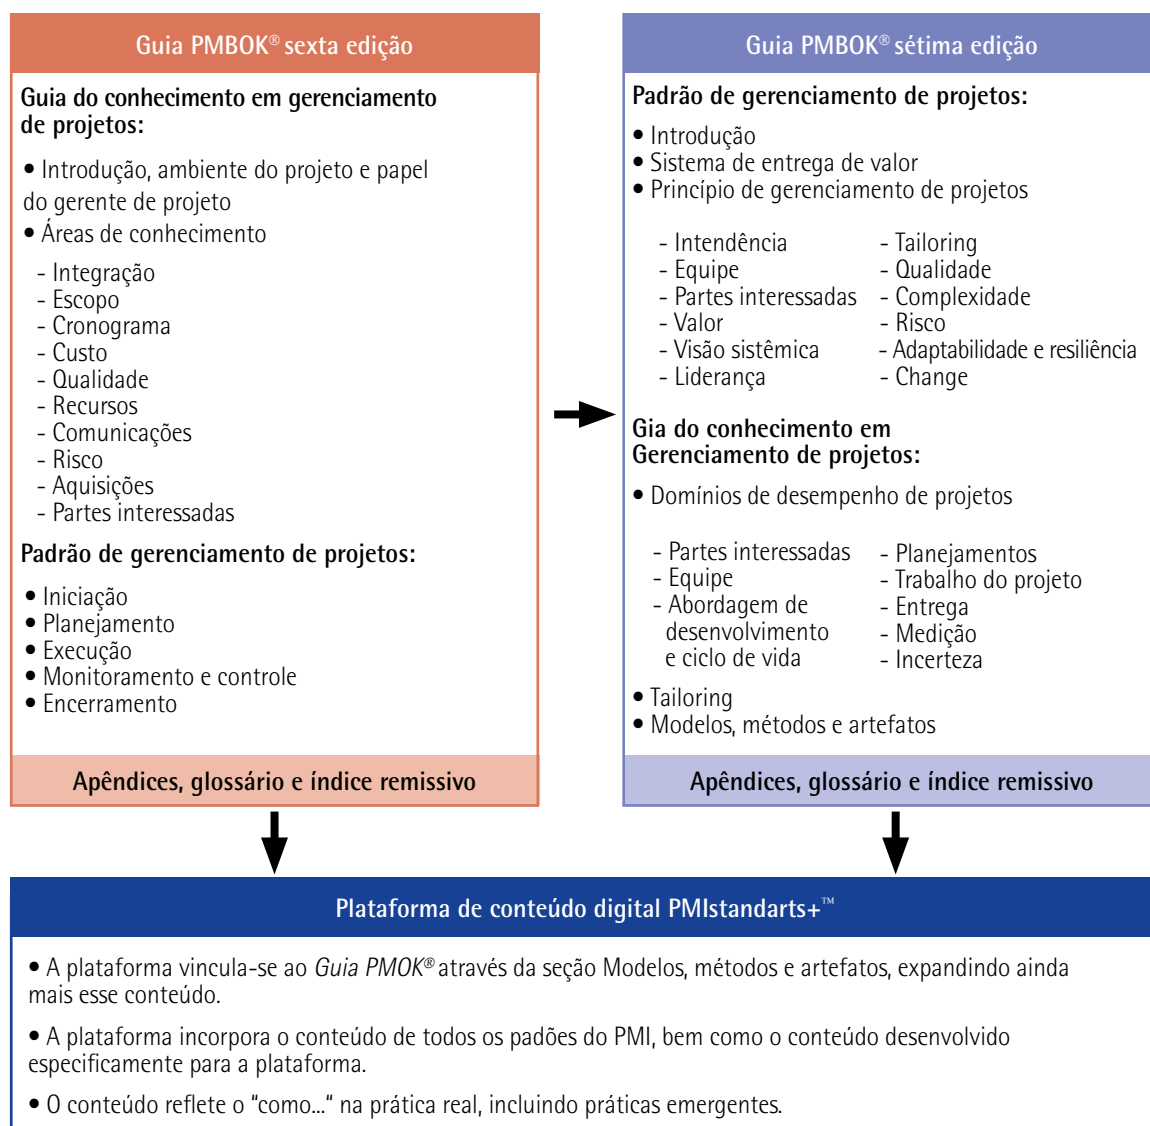 Guia PMBOK® sexta edição
Guia do conhecimento em gerenciamento
de projetos:
• Introdução, ambiente do projeto e papel
do gerente de projeto
• Áreas de conhecimento
- Integração
- Escopo
- Cronograma
- Custo
- Qualidade
- Recursos
- Comunicações
- Risco
- Aquisições
- Partes interessadas
Padrão de gerenciamento de projetos:
• Iniciação
• Planejamento
• Execução
• Monitoramento e controle
• Encerramento
Apêndices, glossário e índice remissivo
Guia PMBOK® sétima edição
Padrão de gerenciamento de projetos:
• Introdução
• Sistema de entrega de valor
• Princípio de gerenciamento de projetos
- Intendência
- Equipe
- Partes interessadas
- Valor
- Visão sistêmica
- Liderança
- Tailoring
- Qualidade
- Complexidade
- Risco
- Adaptabilidade e resiliência
- Change
Gia do conhecimento em
Gerenciamento de projetos:
• Domínios de desempenho de projetos
- Partes interessadas
- Equipe
- Abordagem de
desenvolvimento
e ciclo de vida
- Planejamentos
- Trabalho do projeto
- Entrega
- Medição
- Incerteza
• Tailoring
• Modelos, métodos e artefatos
Apêndices, glossário e índice remissivo
Plataforma de conteúdo digital PMIstandarts+™
• A plataforma vincula-se ao Guia PMOK® através da seção Modelos, métodos e artefatos, expandindo ainda
mais esse conteúdo.
• A plataforma incorpora o conteúdo de todos os padões do PMI, bem como o conteúdo desenvolvido
especificamente para a plataforma.
• O conteúdo reflete o "como..." na prática real, incluindo práticas emergentes.